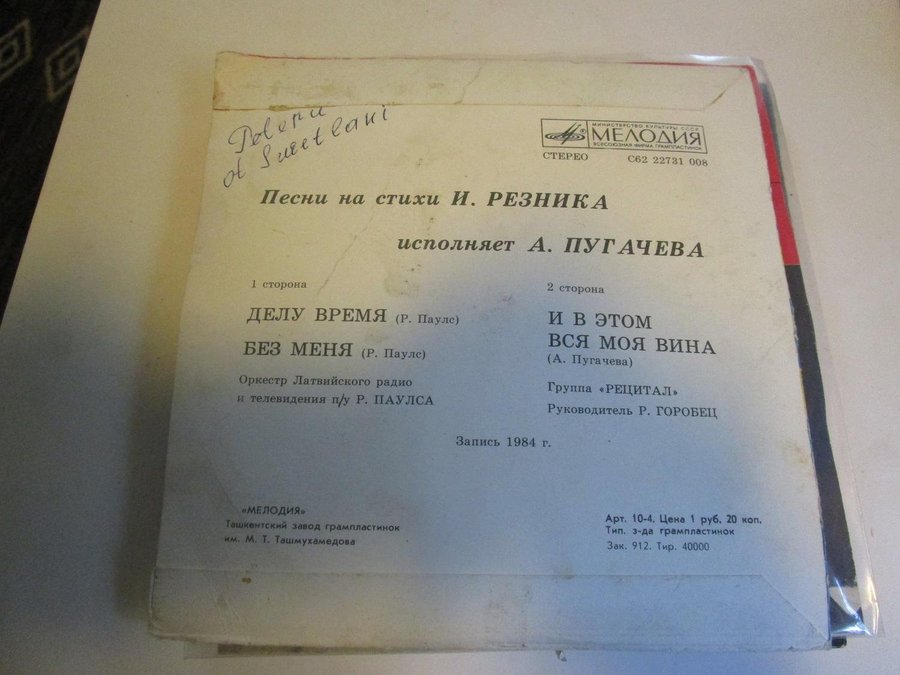 от Svetlani
МИНИСТЕРСТВО КУЛЬТУРЫ СССР
МЕЛОДИЯ
ВСЕСОЮЗНАЯ ФИРМА ГРАМПЛАСТИНОК
СТЕРЕО С62 22731 008
Песни на стихи И. РЕЗНИКА
исполняет А. ПУГАЧЕВА
1 сторона
ДЕЛУ ВРЕМЯ (Р. Паулс)
БЕЗ МЕНЯ (Р. Паулс)
Оркестр Латвийского радио
и телевидения п/у Р. ПАУЛСА
2 сторона
И В ЭТОМ
ВСЯ МОЯ ВИНА
(А. Пугачева)
Группа «РЕЦИТАЛ»
Руководитель Р. ГОРОБЕЦ
Запись 1984 г.
«МЕЛОДИЯ»
Ташкентский завод грампластинок
им. М. Т. Ташмухамедова
Арт. 10-4. Цена 1 руб. 20 коп.
Тип. з-да грампластинок
Зак. 912. Тир. 40000